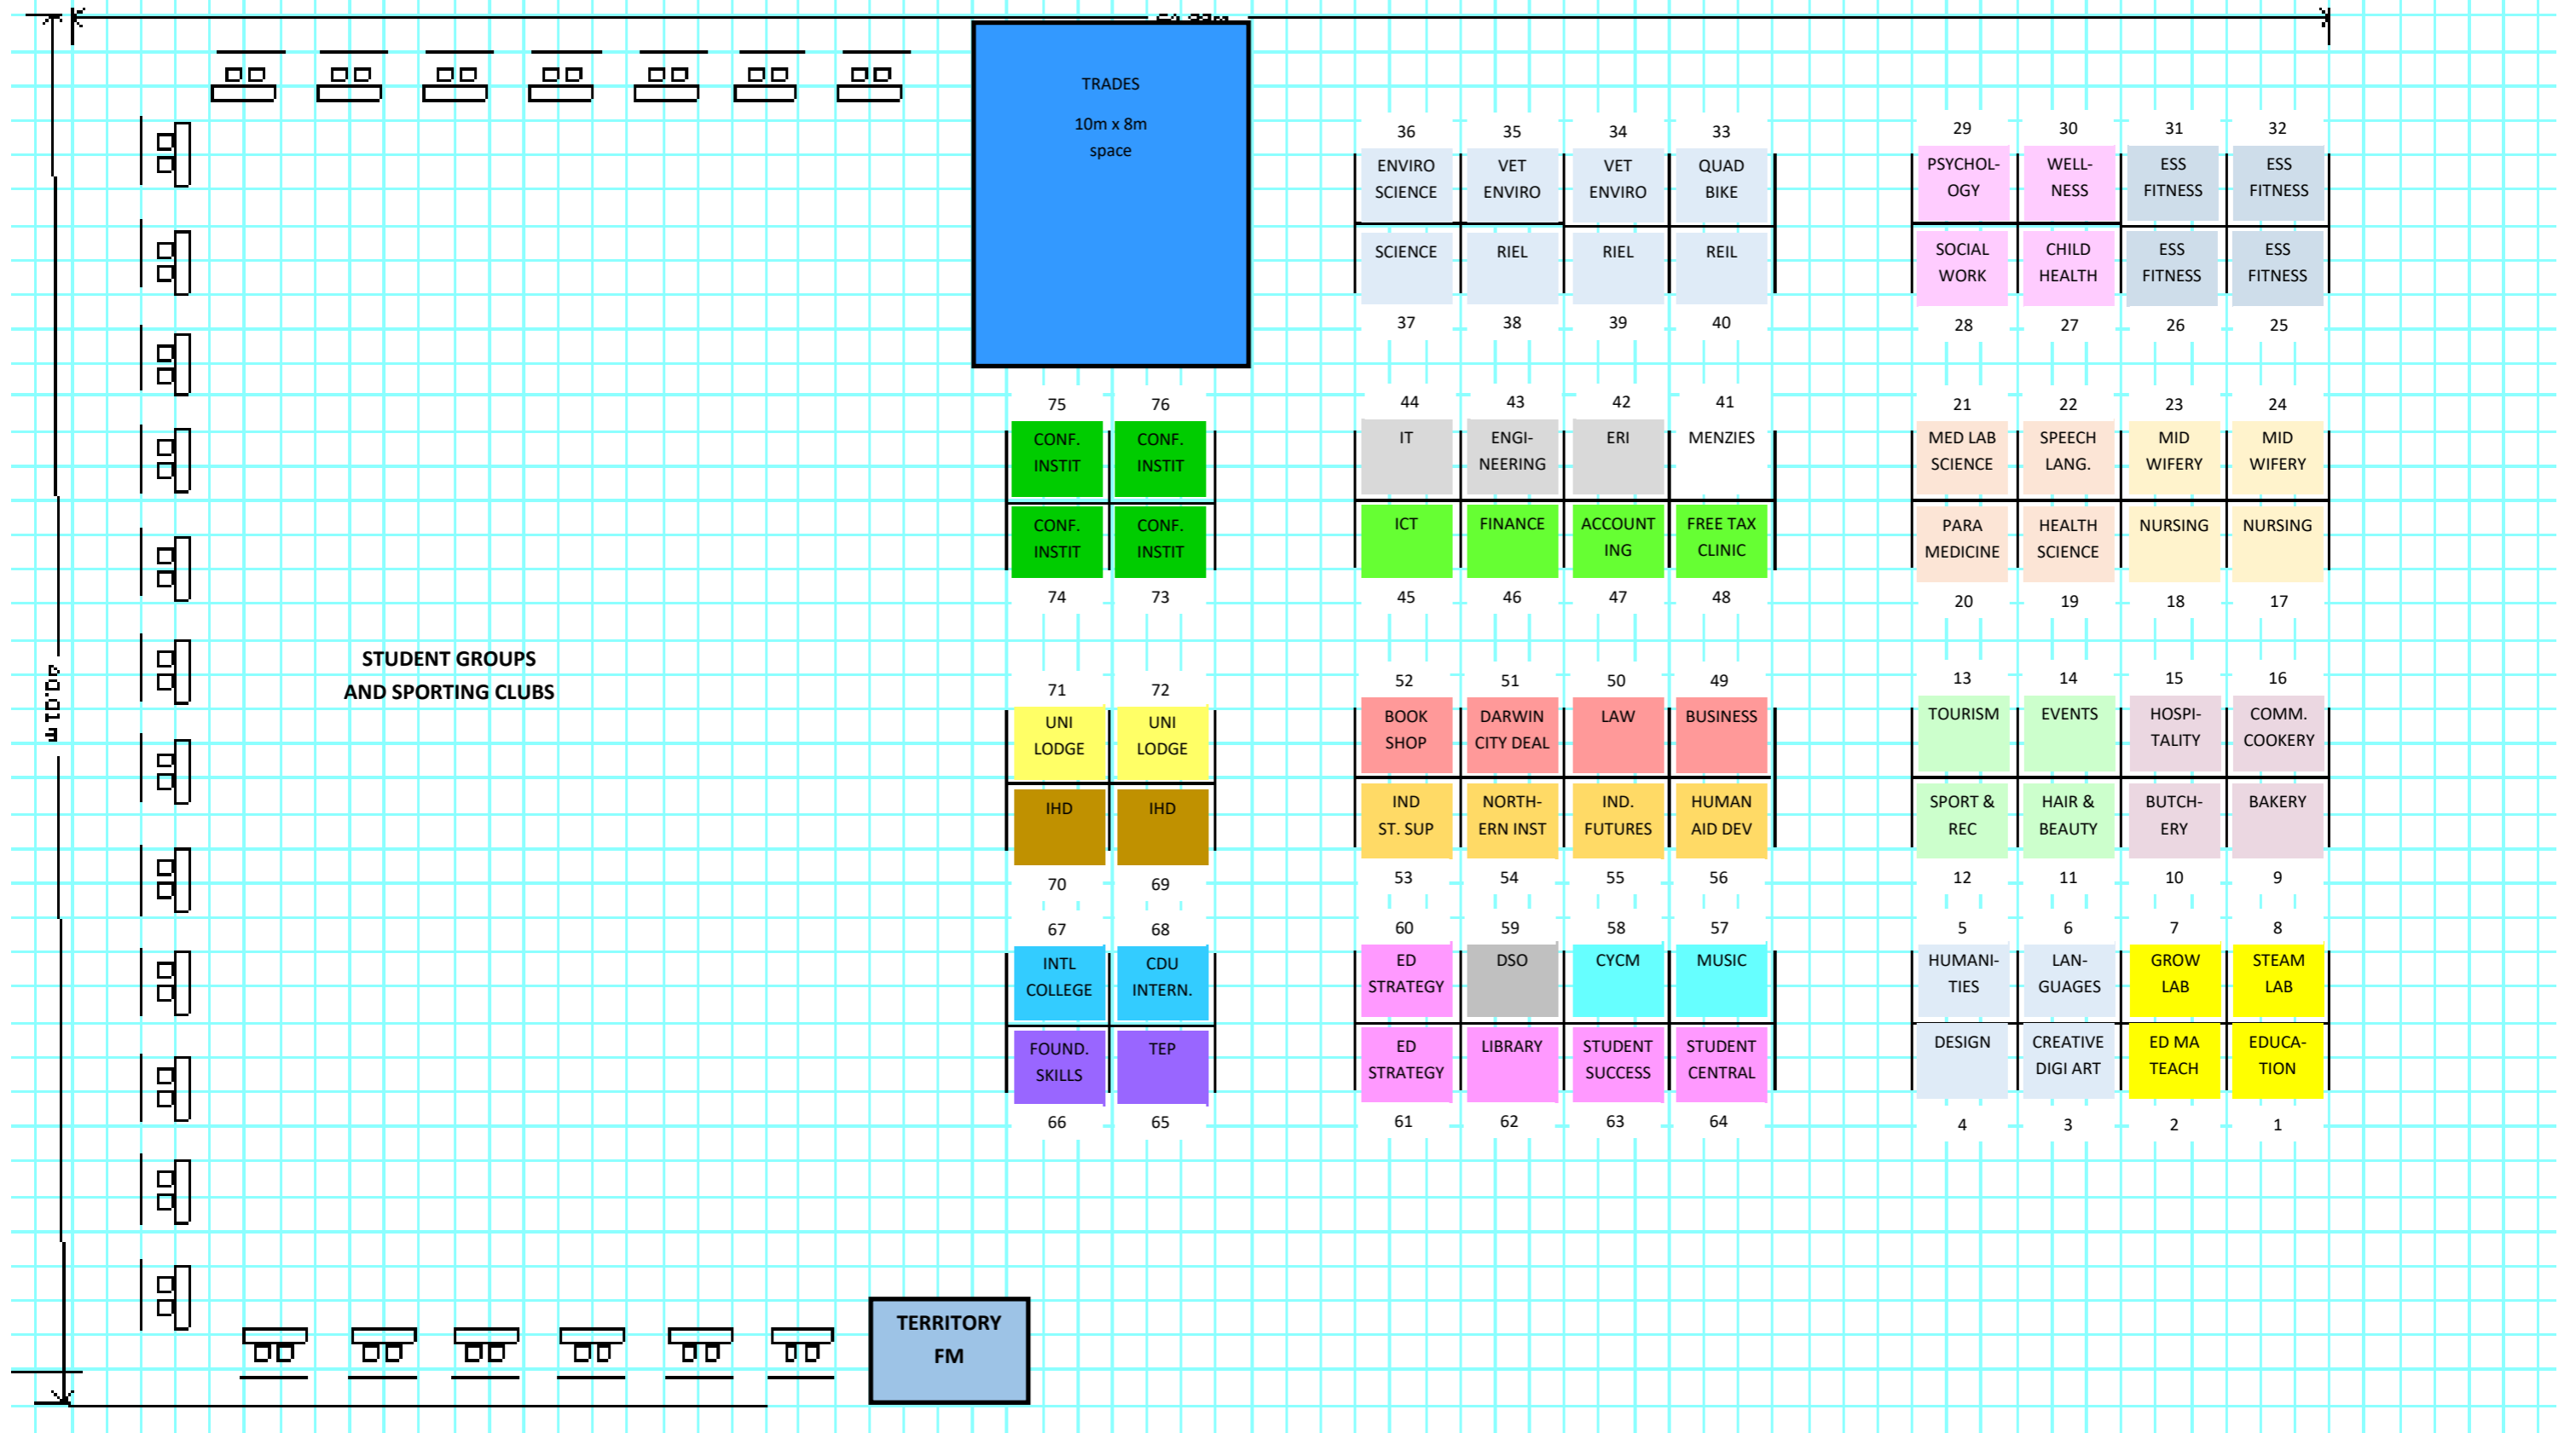 TRADES
10m x 8m
space
36 35 34 33
ENVIRO VET VET QUAD
SCIENCE ENVIRO ENVIRO BIKE
SCIENCE RIEL RIEL REIL
37 38 39 40
29 30 31 32
PSYCHOL- WELL- ESS ESS
OGY NESS FITNESS FITNESS
SOCIAL CHILD ESS ESS
WORK HEALTH FITNESS FITNESS
28 27 26 25
75 76
CONF. CONF.
INSTIT INSTIT
CONF. CONF.
INSTIT INSTIT
74 73
44 43 42 41
IT ENGI- ERI MENZIES
NEERING
ICT FINANCE ACCOUNT FREE TAX
ING CLINIC
45 46 47 48
21 22 23 24
MED LAB SPEECH MID MID
SCIENCE LANG. WIFERY WIFERY
PARA HEALTH NURSING NURSING
MEDICINE SCIENCE
20 19 18 17
STUDENT GROUPS
AND SPORTING CLUBS
71 72
UNI UNI
LODGE LODGE
IHD IHD
70 69
52 51 50 49
BOOK DARWIN LAW BUSINESS
SHOP CITY DEAL
IND NORTH- IND. HUMAN
ST. SUP ERN INST FUTURES AID DEV
53 54 55 56
13 14 15 16
TOURISM EVENTS HOSPI- COMM.
TALITY COOKERY
SPORT & HAIR & BUTCH- BAKERY
REC BEAUTY ERY
12 11 10 9
67 68
INTL CDU
COLLEGE INTERN.
FOUND. TEP
SKILLS
66 65
60 59 58 57
ED DSO CYCM MUSIC
STRATEGY
ED LIBRARY STUDENT STUDENT
STRATEGY SUCCESS CENTRAL
61 62 63 64
5 6 7 8
HUMANI- LAN- GROW STEAM
TIES GUAGES LAB LAB
DESIGN CREATIVE ED MA EDUCA-
DIGI ART TEACH TION
4 3 2 1
TERRITORY
FM